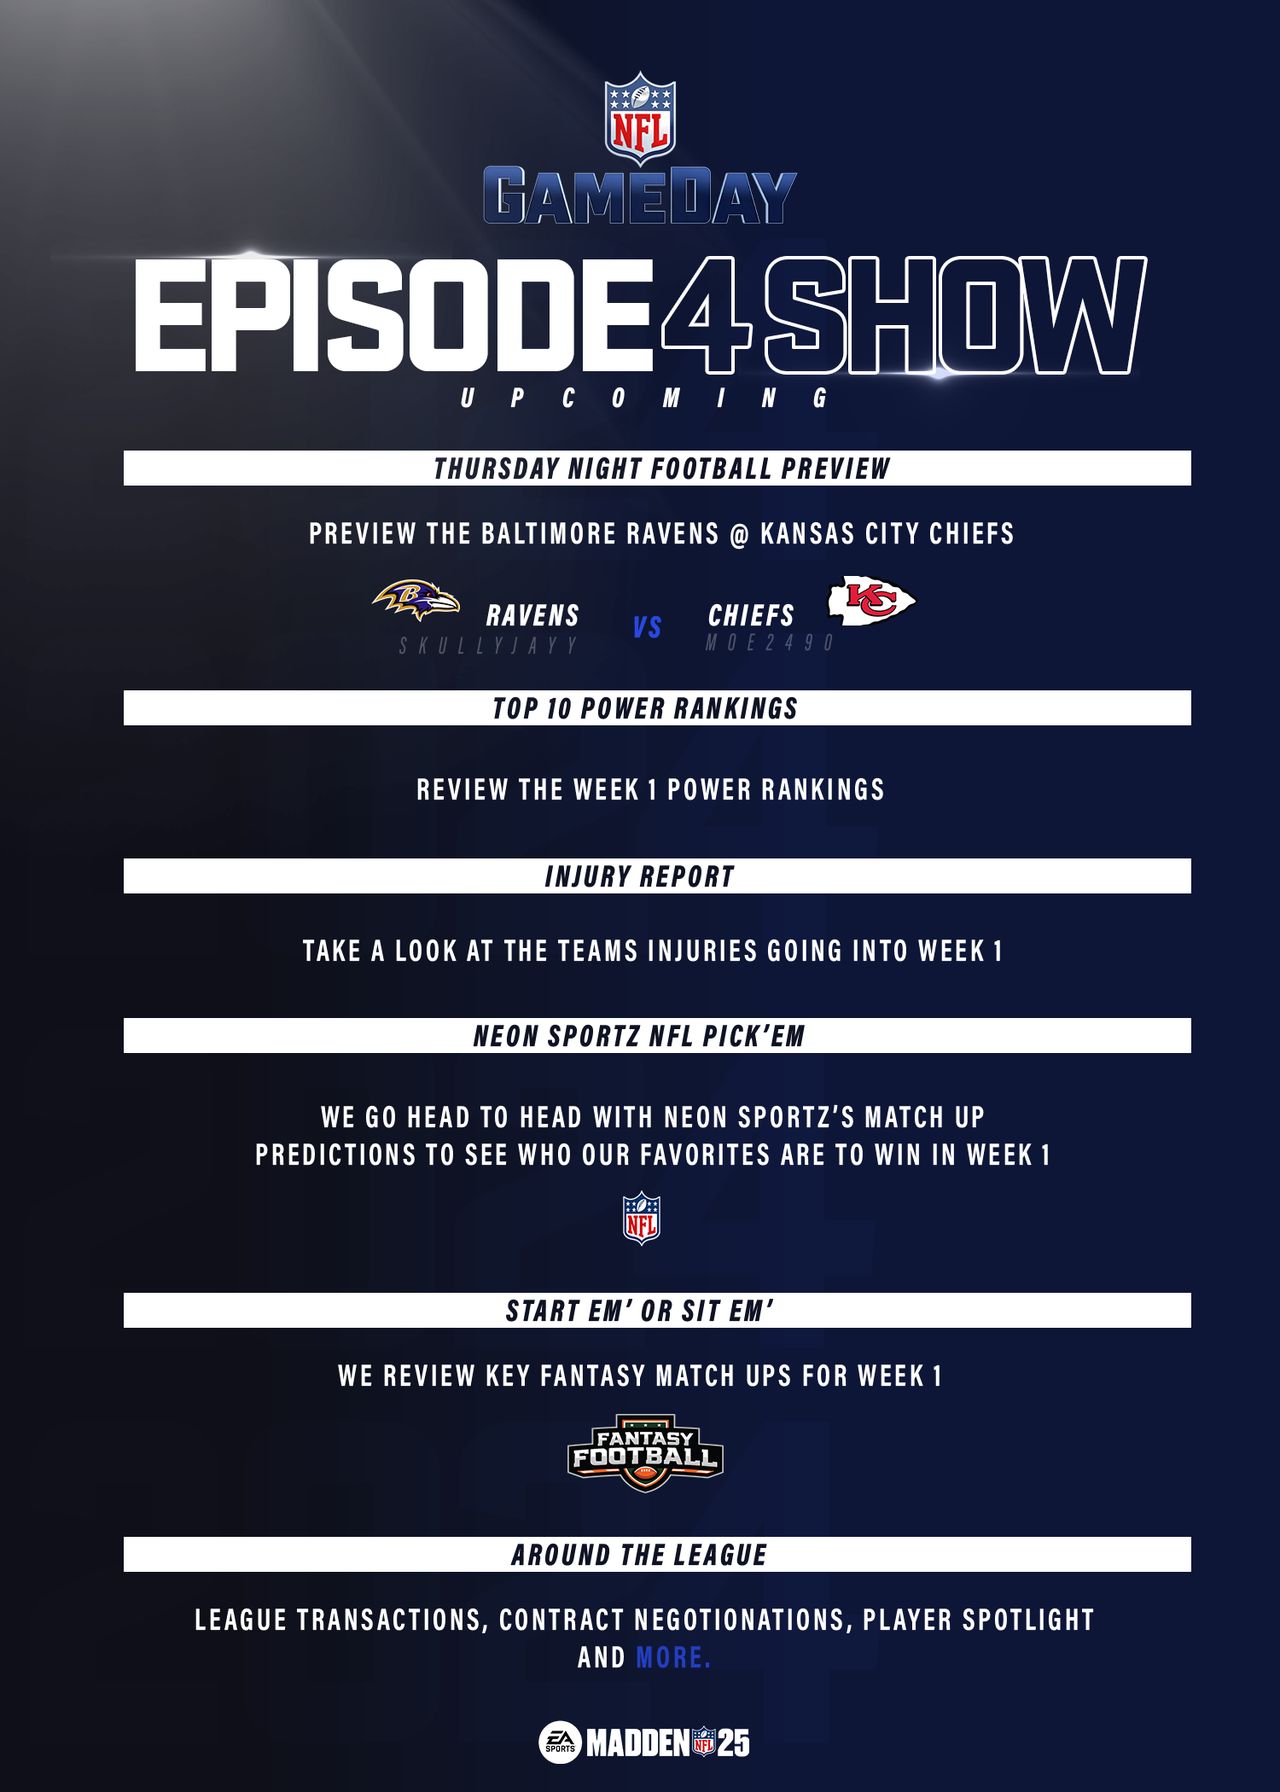 NFL
GAMEDAY
EPISODE 4 SHOW
UPCOMING
THURSDAY NIGHT FOOTBALL PREVIEW
PREVIEW THE BALTIMORE RAVENS @ KANSAS CITY CHIEFS
B RAVENS VS CHIEFS KC
SKULLYJAYY MOE2490
TOP 10 POWER RANKINGS
REVIEW THE WEEK 1 POWER RANKINGS
INJURY REPORT
TAKE A LOOK AT THE TEAMS INJURIES GOING INTO WEEK 1
NEON SPORTZ NFL PICK'EM
WE GO HEAD TO HEAD WITH NEON SPORTZ'S MATCH UP
PREDICTIONS TO SEE WHO OUR FAVORITES ARE TO WIN IN WEEK 1
NFL
START EM' OR SIT EM'
WE REVIEW KEY FANTASY MATCH UPS FOR WEEK 1
FANTASY
FOOTBALL
AROUND THE LEAGUE
LEAGUE TRANSACTIONS, CONTRACT NEGOTIONATIONS, PLAYER SPOTLIGHT
AND MORE.
EA SPORTS MADDEN NFL 25